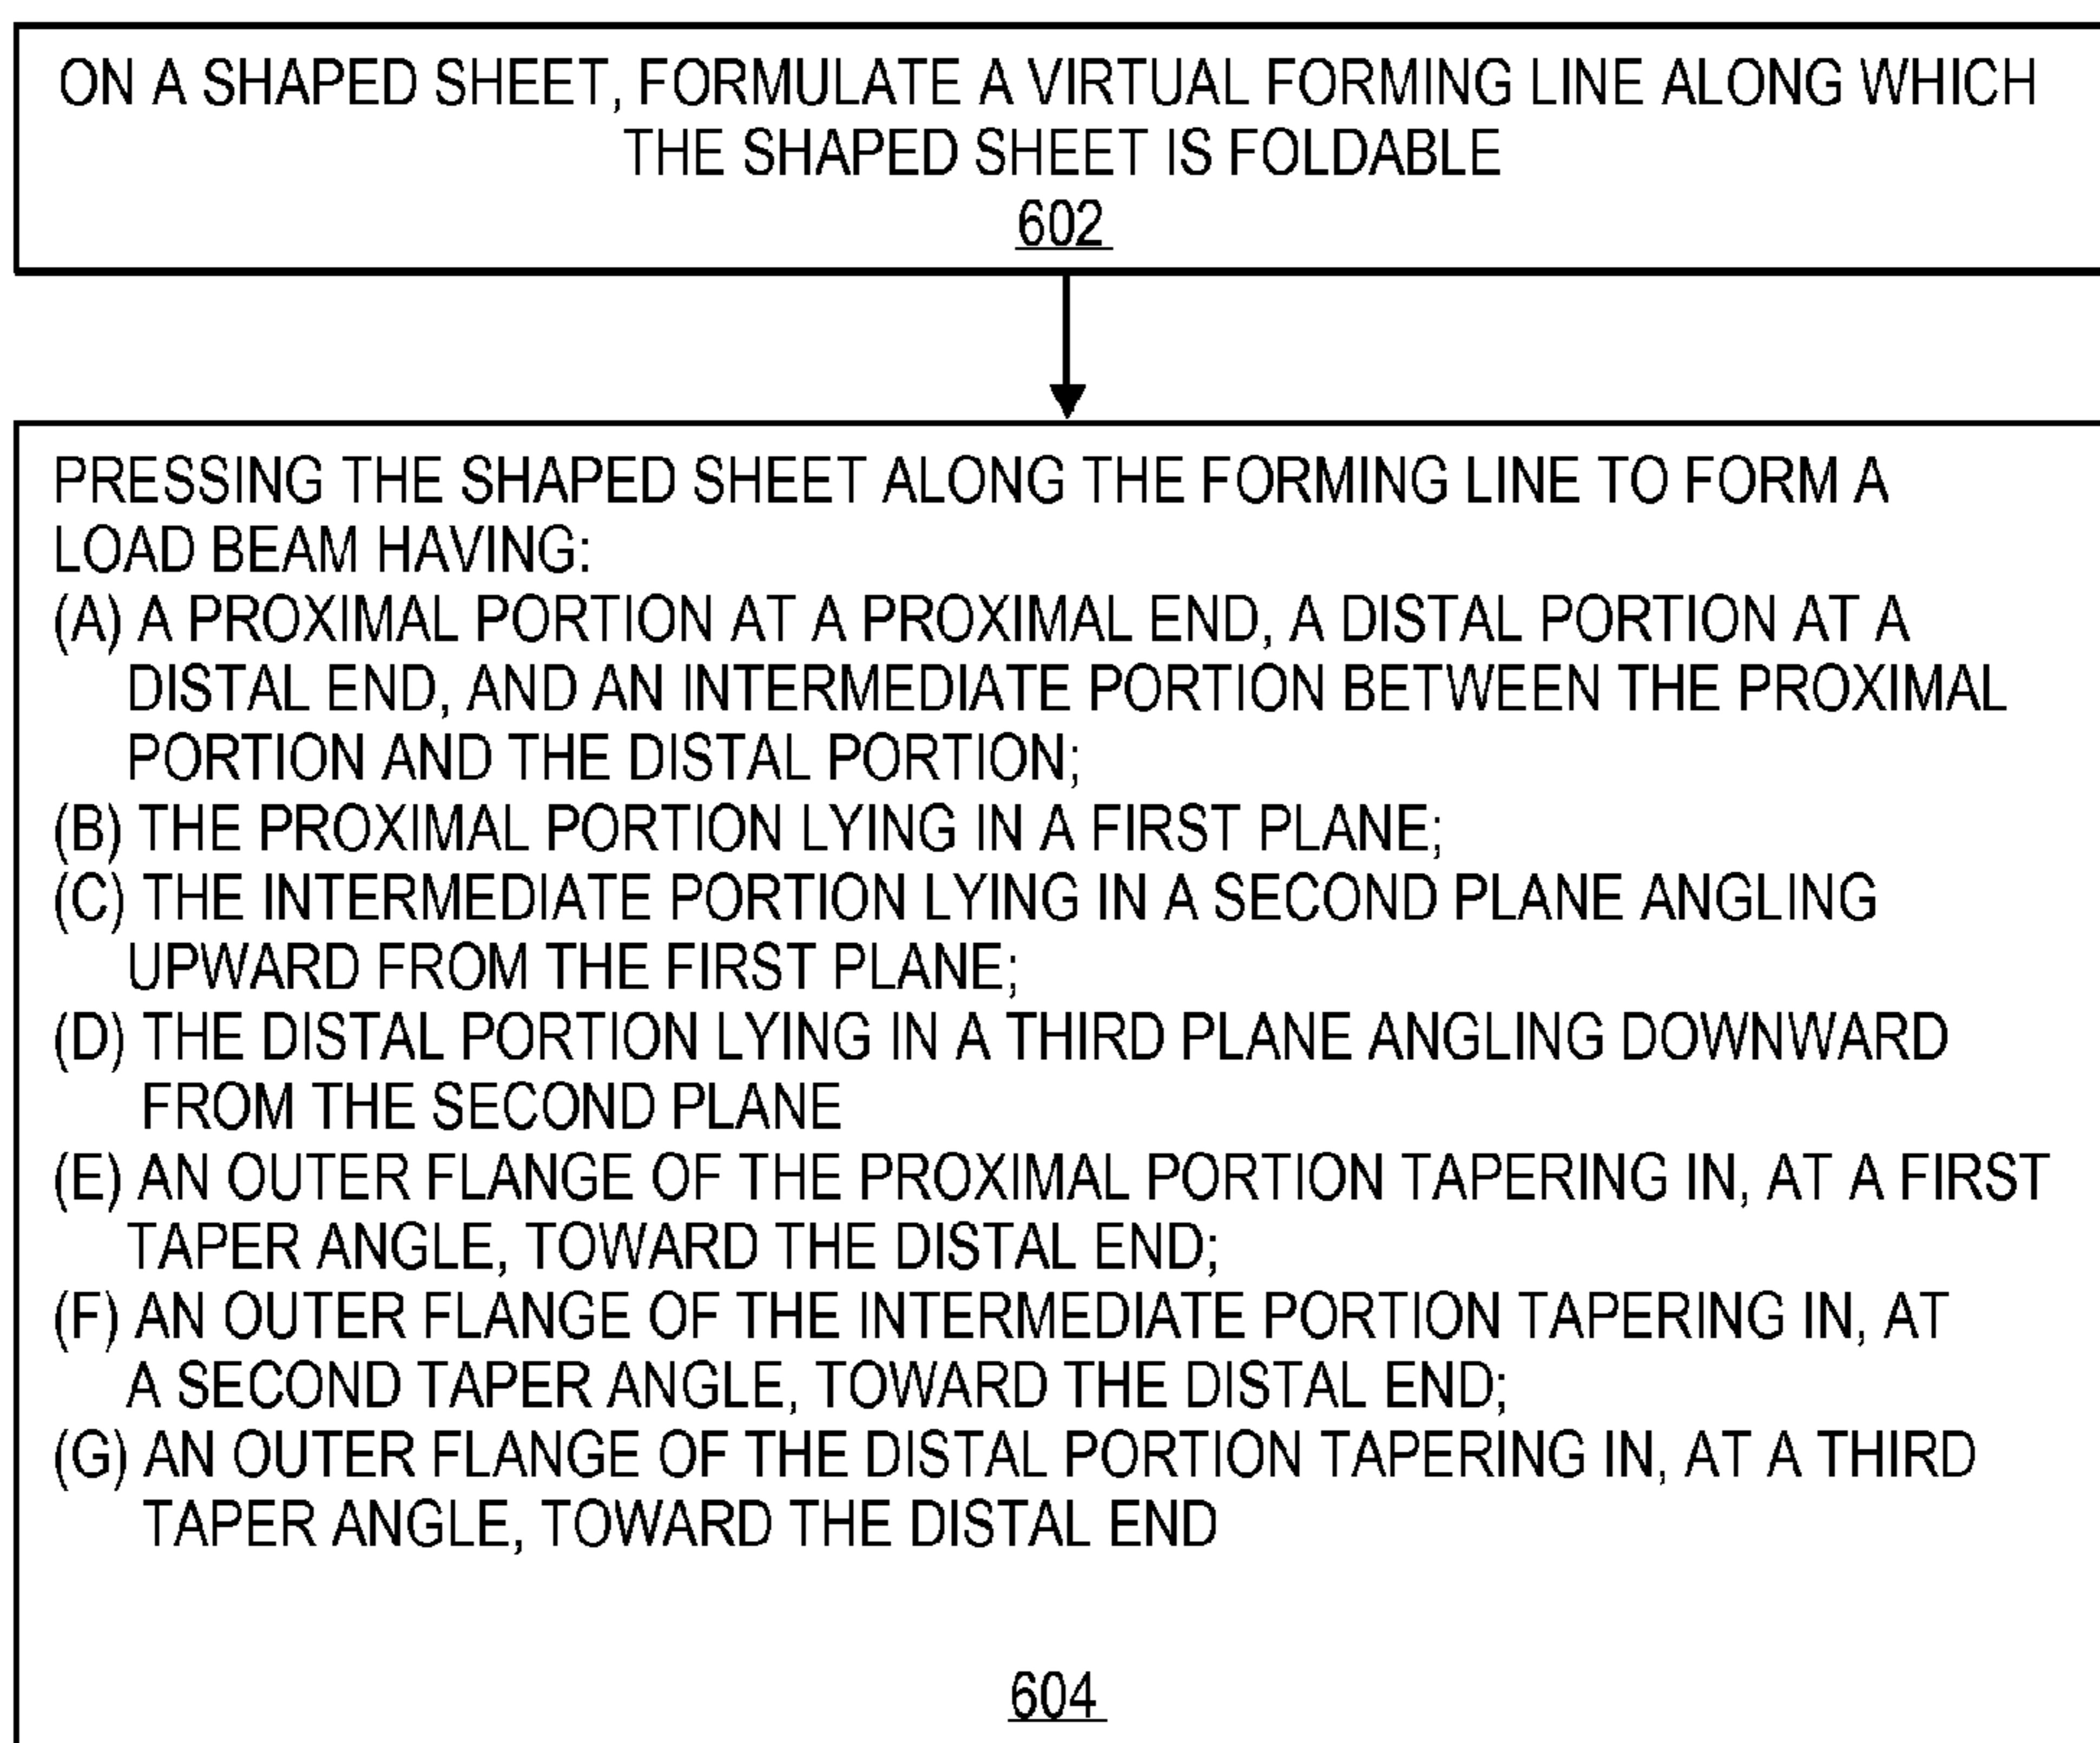 ON A SHAPED SHEET, FORMULATE A VIRTUAL FORMING LINE ALONG WHICH
THE SHAPED SHEET IS FOLDABLE
602
PRESSING THE SHAPED SHEET ALONG THE FORMING LINE TO FORM A
LOAD BEAM HAVING:
(A) A PROXIMAL PORTION AT A PROXIMAL END, A DISTAL PORTION AT A
DISTAL END, AND AN INTERMEDIATE PORTION BETWEEN THE PROXIMAL
PORTION AND THE DISTAL PORTION;
(B) THE PROXIMAL PORTION LYING IN A FIRST PLANE;
(C) THE INTERMEDIATE PORTION LYING IN A SECOND PLANE ANGLING
UPWARD FROM THE FIRST PLANE;
(D) THE DISTAL PORTION LYING IN A THIRD PLANE ANGLING DOWNWARD
FROM THE SECOND PLANE
(E) AN OUTER FLANGE OF THE PROXIMAL PORTION TAPERING IN, AT A FIRST
TAPER ANGLE, TOWARD THE DISTAL END;
(F) AN OUTER FLANGE OF THE INTERMEDIATE PORTION TAPERING IN, AT
A SECOND TAPER ANGLE, TOWARD THE DISTAL END;
(G) AN OUTER FLANGE OF THE DISTAL PORTION TAPERING IN, AT A THIRD
TAPER ANGLE, TOWARD THE DISTAL END
604